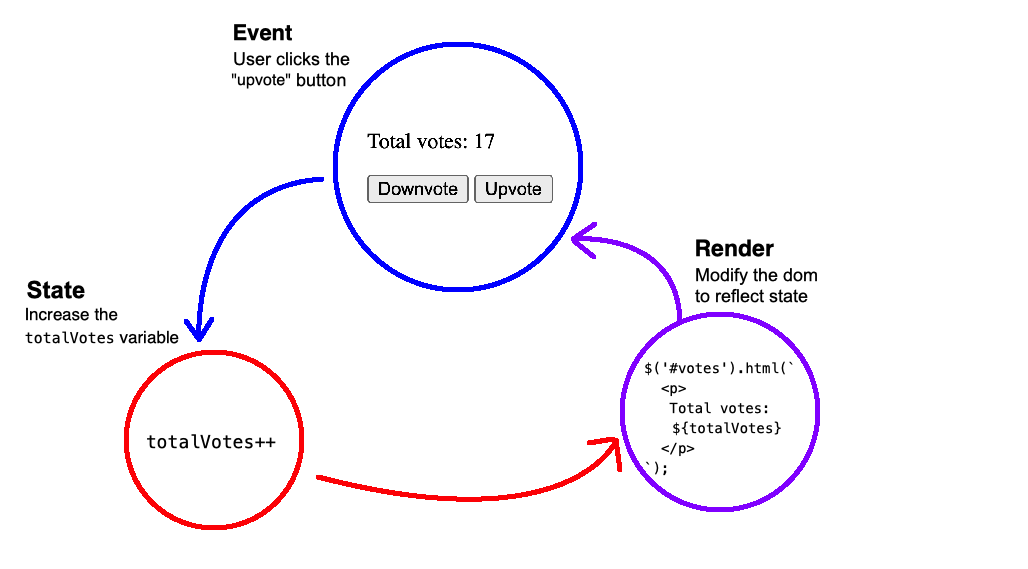 Event
User clicks the
"upvote" button
Total votes: 17
Downvote Upvote
State
Increase the
totalVotes variable
totalVotes++
Render
Modify the dom
to reflect state
$('#votes').html(`
<p>
Total votes:
${totalVotes}
</p>
`);